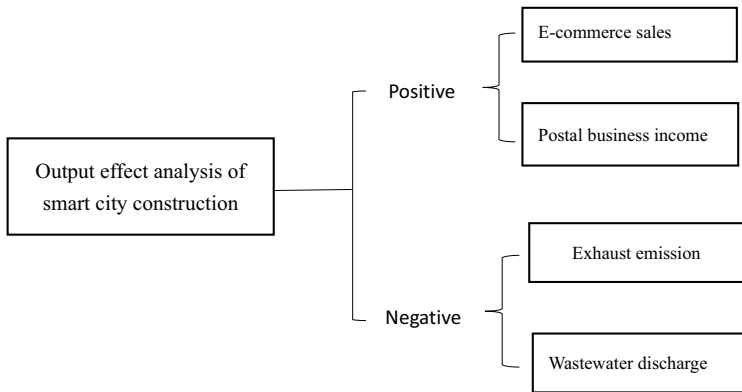 Output effect analysis of
smart city construction
Positive
E-commerce sales
Postal business income
Negative
Exhaust emission
Wastewater discharge